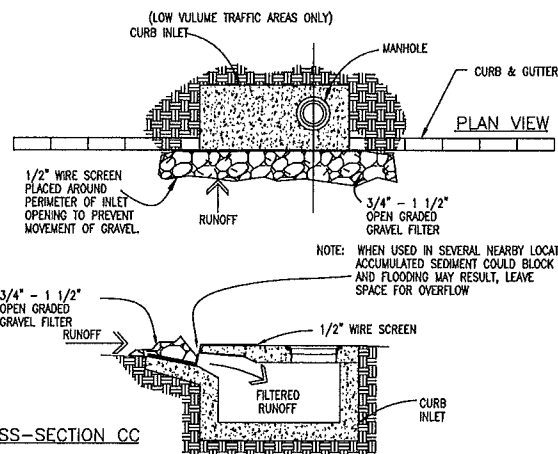 (LOW VULUME TRAFFIC AREAS ONLY)
CURB INLET
MANHOLE
CURB & GUTTER
PLAN VIEW
1/2" WIRE SCREEN
PLACED AROUND
PERIMETER OF INLET
OPENING TO PREVENT
MOVEMENT OF GRAVEL.
RUNOFF
3/4" - 1 1/2"
OPEN GRADED
GRAVEL FILTER
NOTE: WHEN USED IN SEVERAL NEARBY LOCAT
ACCUMULATED SEDIMENT COULD BLOCK
AND FLOODING MAY RESULT, LEAVE
SPACE FOR OVERFLOW
3/4" - 1 1/2"
OPEN GRADED
GRAVEL FILTER
RUNOFF
1/2" WIRE SCREEN
FILTERED
RUNOFF
CURB
INLET
SS-SECTION CC